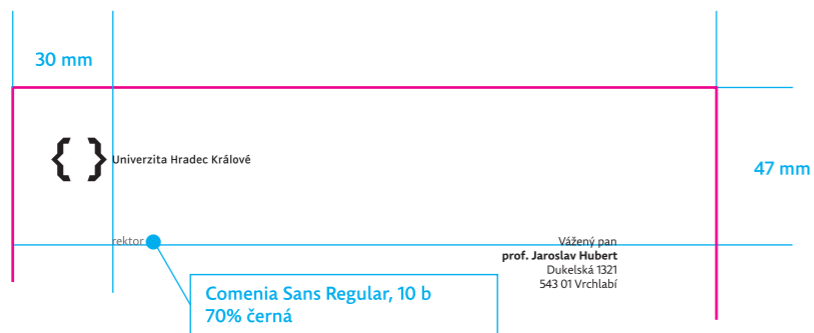 30 mm
{ } Univerzita Hradec Králové
47 mm
rektor
Vážený pan
prof. Jaroslav Hubert
Dukelská 1321
543 01 Vrchlabí
Comenia Sans Regular, 10 b
70% černá